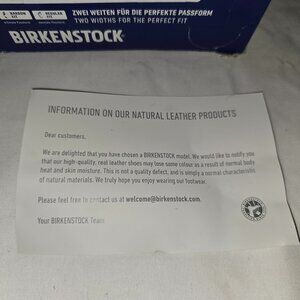 NARROW FIT
REGULAR FIT
ZWEI WEITEN FÜR DIE PERFEKTE PASSFORM
TWO WIDTHS FOR THE PERFECT FIT
BIRKENSTOCK
INFORMATION ON OUR NATURAL LEATHER PRODUCTS
Dear customers,
We are delighted that you have chosen a BIRKENSTOCK model. We would like to notify you
that our high-quality, real leather shoes may lose some colour as a result of normal body
heat and skin moisture. This is not a quality defect, and is simply a normal characteristic
of natural materials. We truly hope you enjoy wearing our footwear.
Please feel free to contact us at welcome@birkenstock.com.
Your BIRKENSTOCK Team